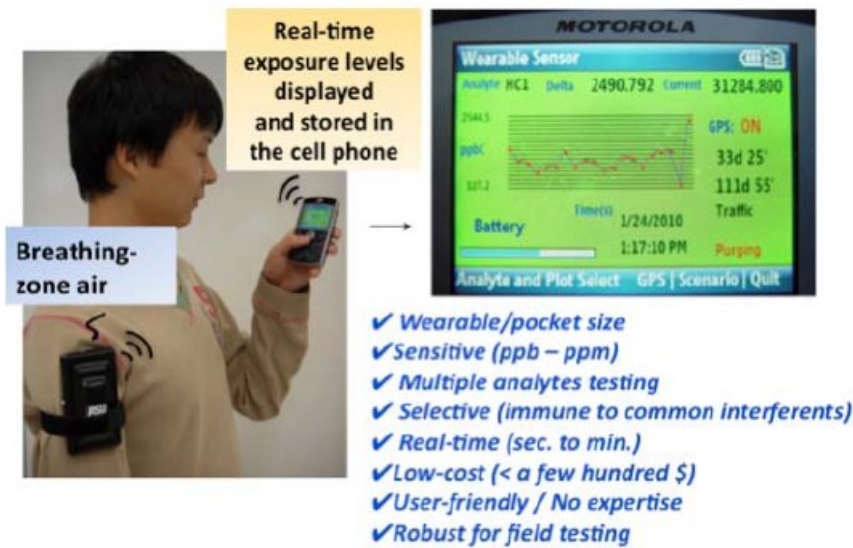 Real-time
exposure levels
displayed
and stored in
the cell phone
Breathing-
zone air
ASU
MOTOROLA
Wearable Sensor
Analyte HC1 Delta 2490.792 Current 31284.800
2544.5
ppbC
127.2
GPS: ON
33d 25'
111d 55'
Traffic
Time(s)
1/24/2010
Battery
1:17:10 PM
Purging
Analyte and Plot Select GPS | Scenario | Quit
✔ Wearable/pocket size
✔Sensitive (ppb – ppm)
✔ Multiple analytes testing
✔ Selective (immune to common interferents)
✔ Real-time (sec. to min.)
✔Low-cost (< a few hundred $)
✔User-friendly / No expertise
✔Robust for field testing